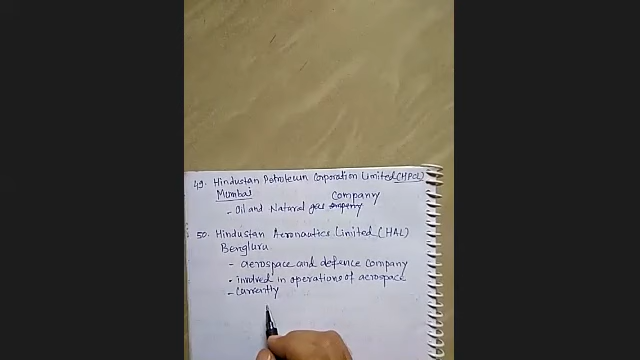 49. Hindustan Petroleum Corporation Limited (HPCL)
Mumbai
Company
- Oil and Natural gas company
50. Hindustan Aeronautics Limited (HAL)
Bengluru
- aerospace and defence company
- involved in operations of aerospace
- currently